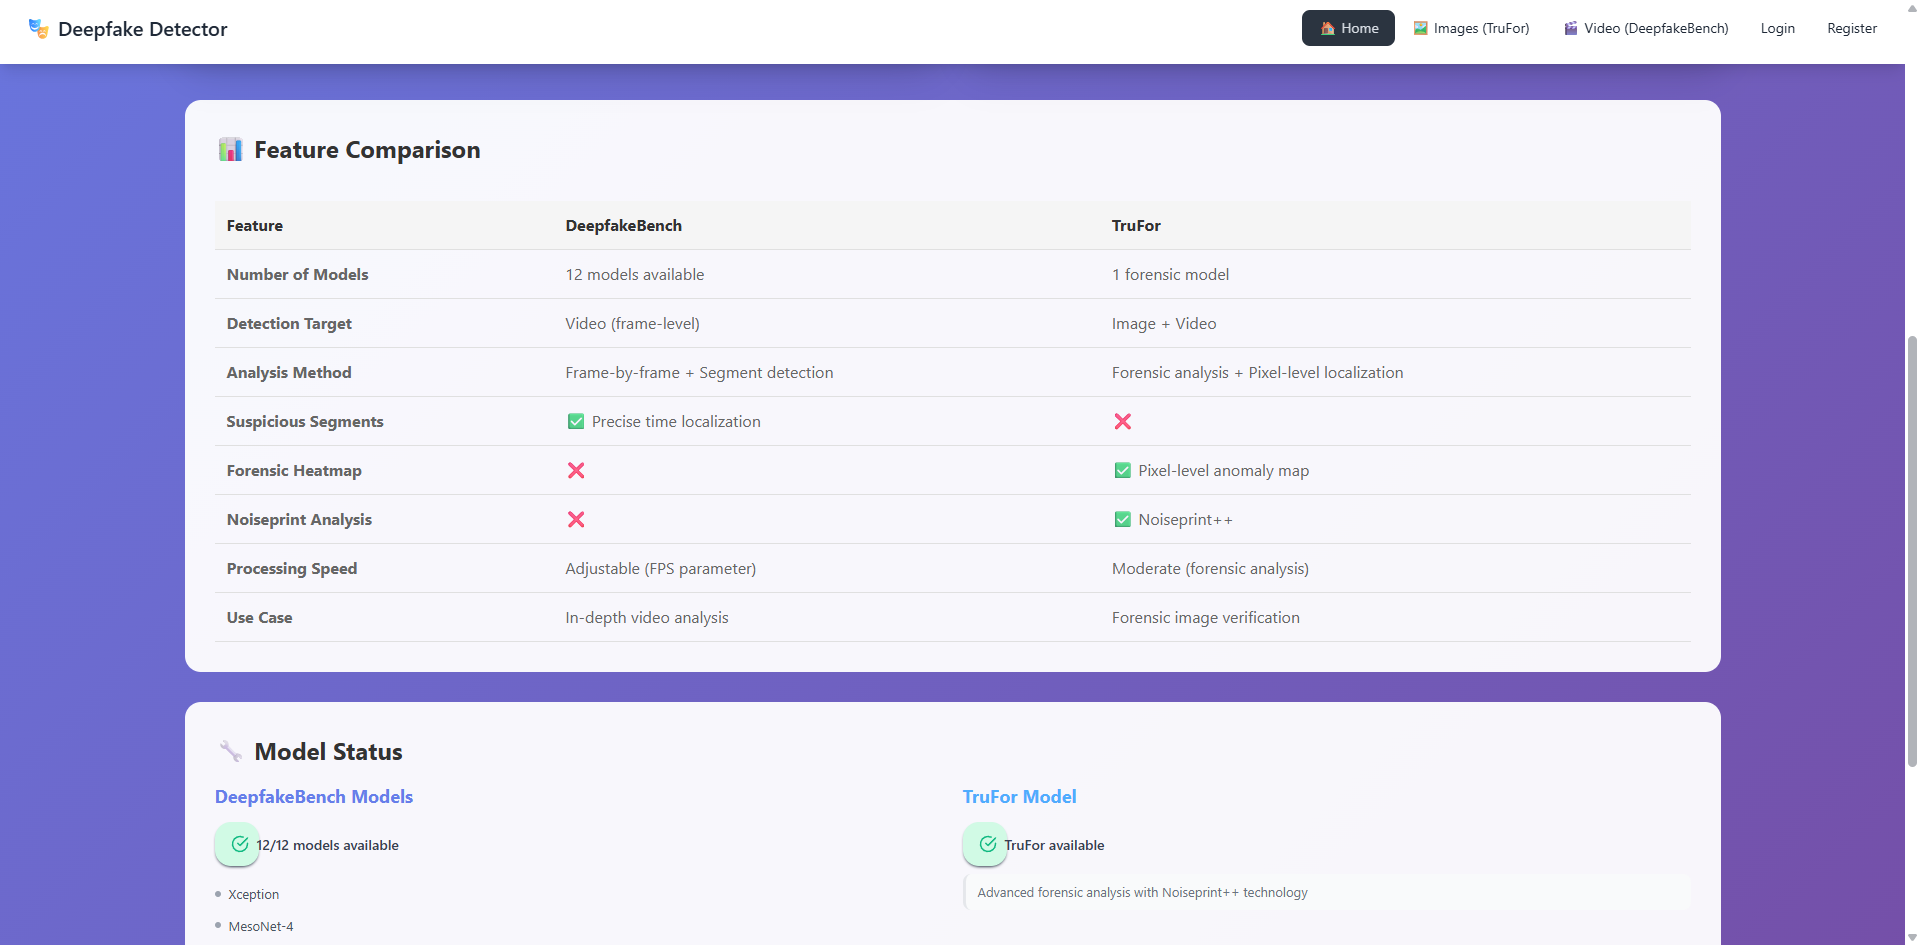 Deepfake Detector
Home
Images (TruFor)
Video (DeepfakeBench)
Login
Register
Feature Comparison
Feature DeepfakeBench TruFor
Number of Models 12 models available 1 forensic model
Detection Target Video (frame-level) Image + Video
Analysis Method Frame-by-frame + Segment detection Forensic analysis + Pixel-level localization
Suspicious Segments ✅ Precise time localization ❌
Forensic Heatmap ❌ ✅ Pixel-level anomaly map
Noiseprint Analysis ❌ ✅ Noiseprint++
Processing Speed Adjustable (FPS parameter) Moderate (forensic analysis)
Use Case In-depth video analysis Forensic image verification
Model Status
DeepfakeBench Models
12/12 models available
Xception
MesoNet-4
TruFor Model
TruFor available
Advanced forensic analysis with Noiseprint++ technology